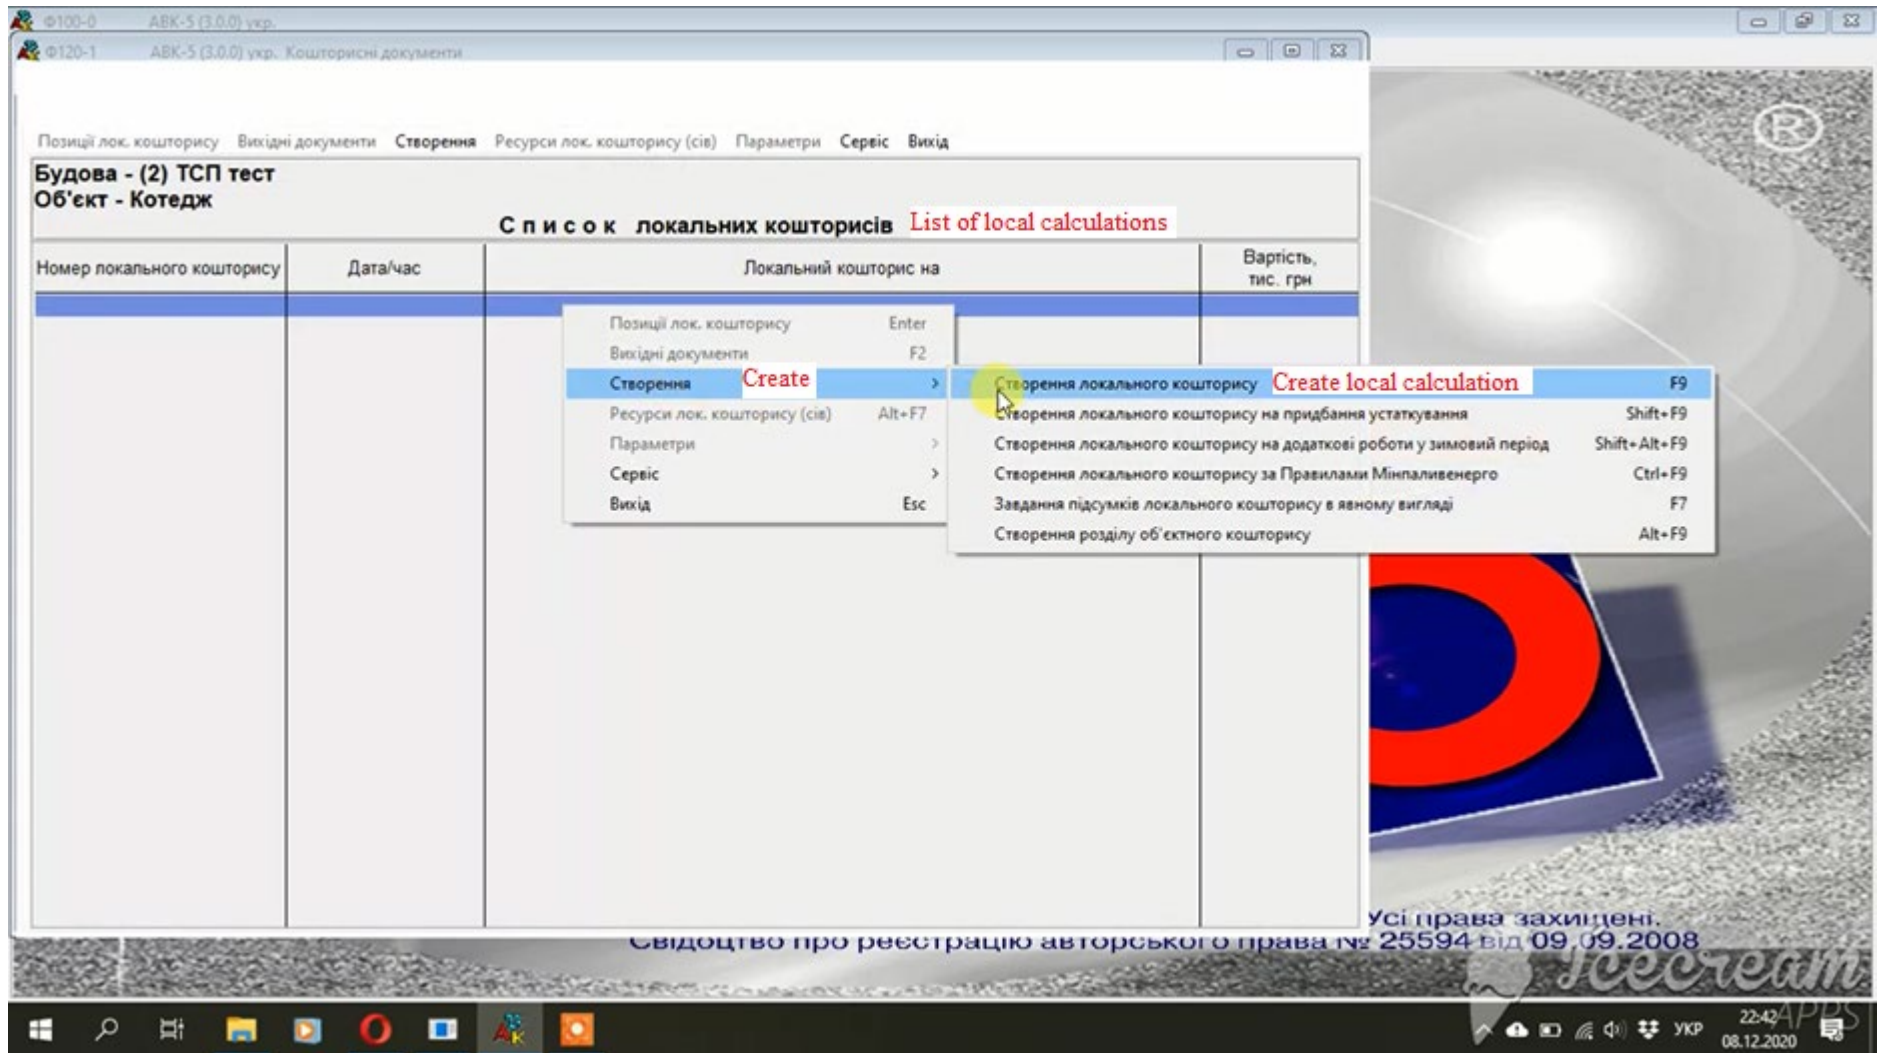 Ф100-0 АВК-5 (3.0.0) укр.
Ф120-1 АВК-5 (3.0.0) укр. Кошторисні документи
Позиції лок. кошторису Вихідні документи Створення Ресурси лок. кошторису (сів) Параметри Сервіс Вихід
Будова - (2) ТСП тест
Об'єкт - Котедж
Список локальних кошторисів List of local calculations
Номер локального кошторису Дата/час Локальний кошторис на Вартість, тис. грн
Позиції лок. кошторису Enter
Вихідні документи F2
Створення Create >
Ресурси лок. кошторису (сів) Alt+F7
Параметри >
Сервіс >
Вихід Esc
Створення локального кошторису Create local calculation F9
Створення локального кошторису на придбання устаткування Shift+F9
Створення локального кошторису на додаткові роботи у зимовий період Shift+Alt+F9
Створення локального кошторису за Правилами Мінпаливенерго Ctrl+F9
Завдання підсумків локального кошторису в явному вигляді F7
Створення розділу об'єктного кошторису Alt+F9
®
Усі права захищені.
Свідоцтво про реєстрацію авторського права № 25594 від 09.09.2008
Icecream
APPS
УКР 22:42
08.12.2020